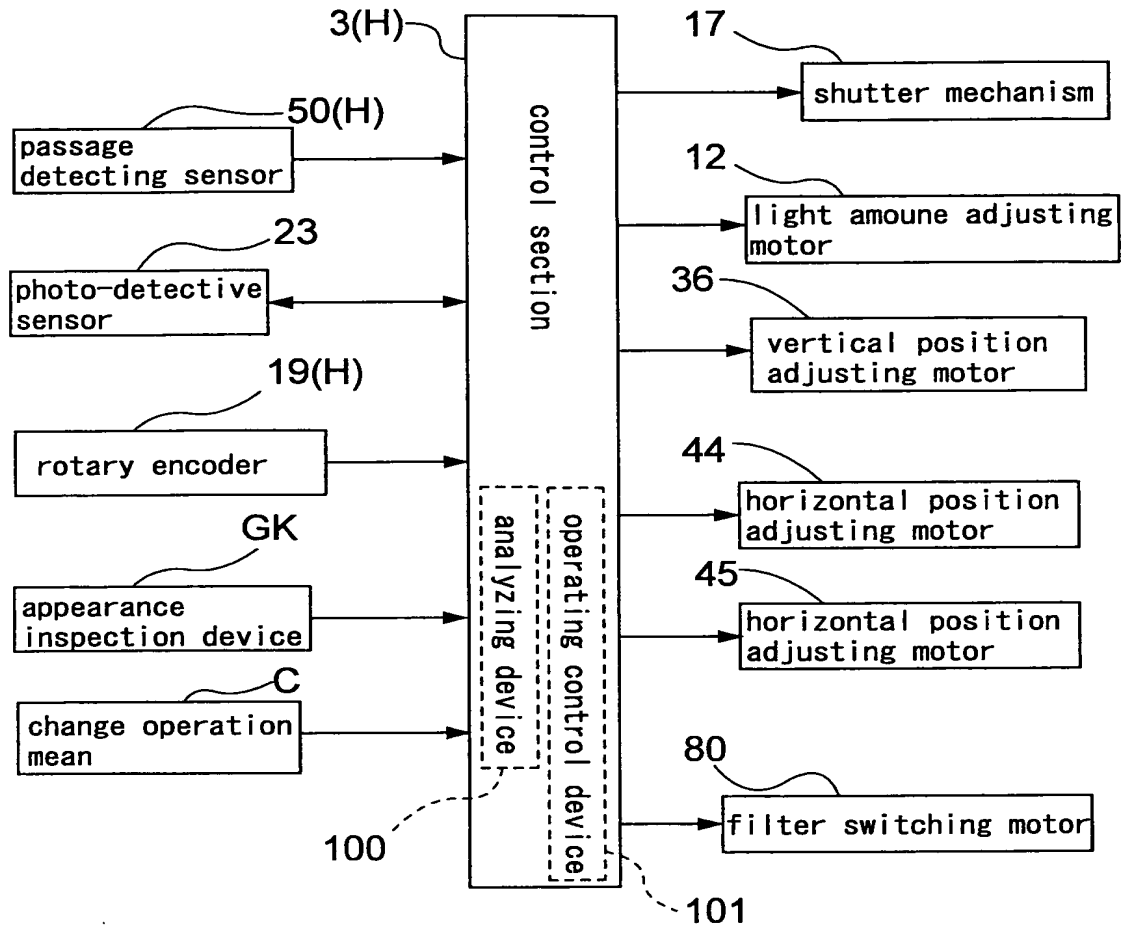 3(H)
control section
analyzing device
operating control device
100
101
50(H)
passage
detecting sensor
23
photo-detective
sensor
19(H)
rotary encoder
GK
appearance
inspection device
C
change operation
mean
17
shutter mechanism
12
light amoune adjusting
motor
36
vertical position
adjusting motor
44
horizontal position
adjusting motor
45
horizontal position
adjusting motor
80
filter switching motor